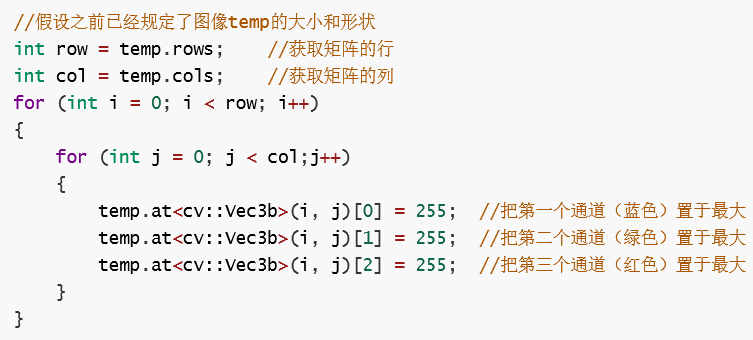 //假设之前已经规定了图像temp的大小和形状
int row = temp.rows;    //获取矩阵的行
int col = temp.cols;    //获取矩阵的列
for (int i = 0; i < row; i++)
{
    for (int j = 0; j < col;j++)
    {
        temp.at<cv::Vec3b>(i, j)[0] = 255;  //把第一个通道（蓝色）置于最大
        temp.at<cv::Vec3b>(i, j)[1] = 255;  //把第二个通道（绿色）置于最大
        temp.at<cv::Vec3b>(i, j)[2] = 255;  //把第三个通道（红色）置于最大
    }
}